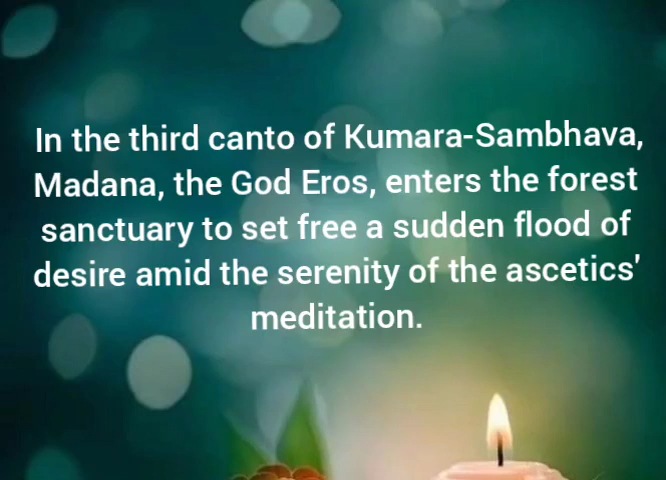 In the third canto of Kumara-Sambhava,
Madana, the God Eros, enters the forest
sanctuary to set free a sudden flood of
desire amid the serenity of the ascetics'
meditation.